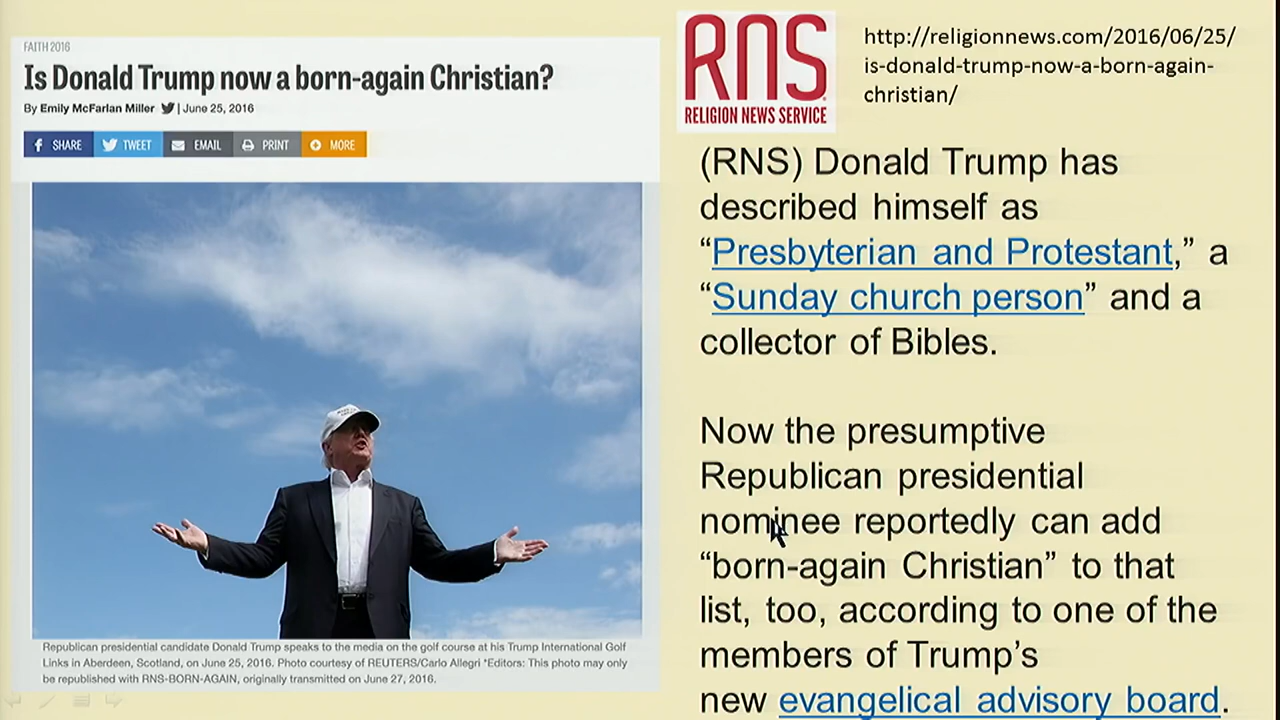 FAITH 2016
Is Donald Trump now a born-again Christian?
By Emily McFarlan Miller | June 25, 2016
SHARE TWEET EMAIL PRINT MORE
Republican presidential candidate Donald Trump speaks to the media on the golf course at his Trump International Golf
Links in Aberdeen, Scotland, on June 25, 2016. Photo courtesy of REUTERS/Carlo Allegri *Editors: This photo may only
be republished with RNS-BORN-AGAIN, originally transmitted on June 27, 2016.
RNS
RELIGION NEWS SERVICE
http://religionnews.com/2016/06/25/
is-donald-trump-now-a-born-again-
christian/
(RNS) Donald Trump has
described himself as
“Presbyterian and Protestant,” a
“Sunday church person” and a
collector of Bibles.
Now the presumptive
Republican presidential
nominee reportedly can add
“born-again Christian” to that
list, too, according to one of the
members of Trump’s
new evangelical advisory board.